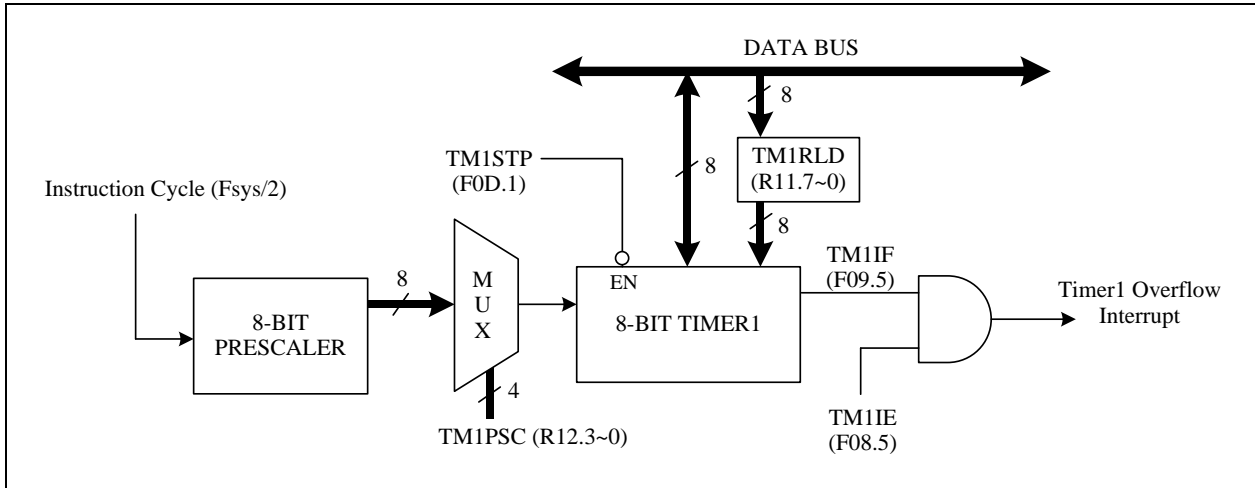 DATA BUS
8
TM1STP
(F0D.1)
8
TM1RLD
(R11.7~0)
Instruction Cycle (Fsys/2)
8
8
M
U
X
EN
TM1IF
(F09.5)
8-BIT
PRESCALER
8-BIT TIMER1
Timer1 Overflow
Interrupt
4
TM1PSC (R12.3~0)
TM1IE
(F08.5)